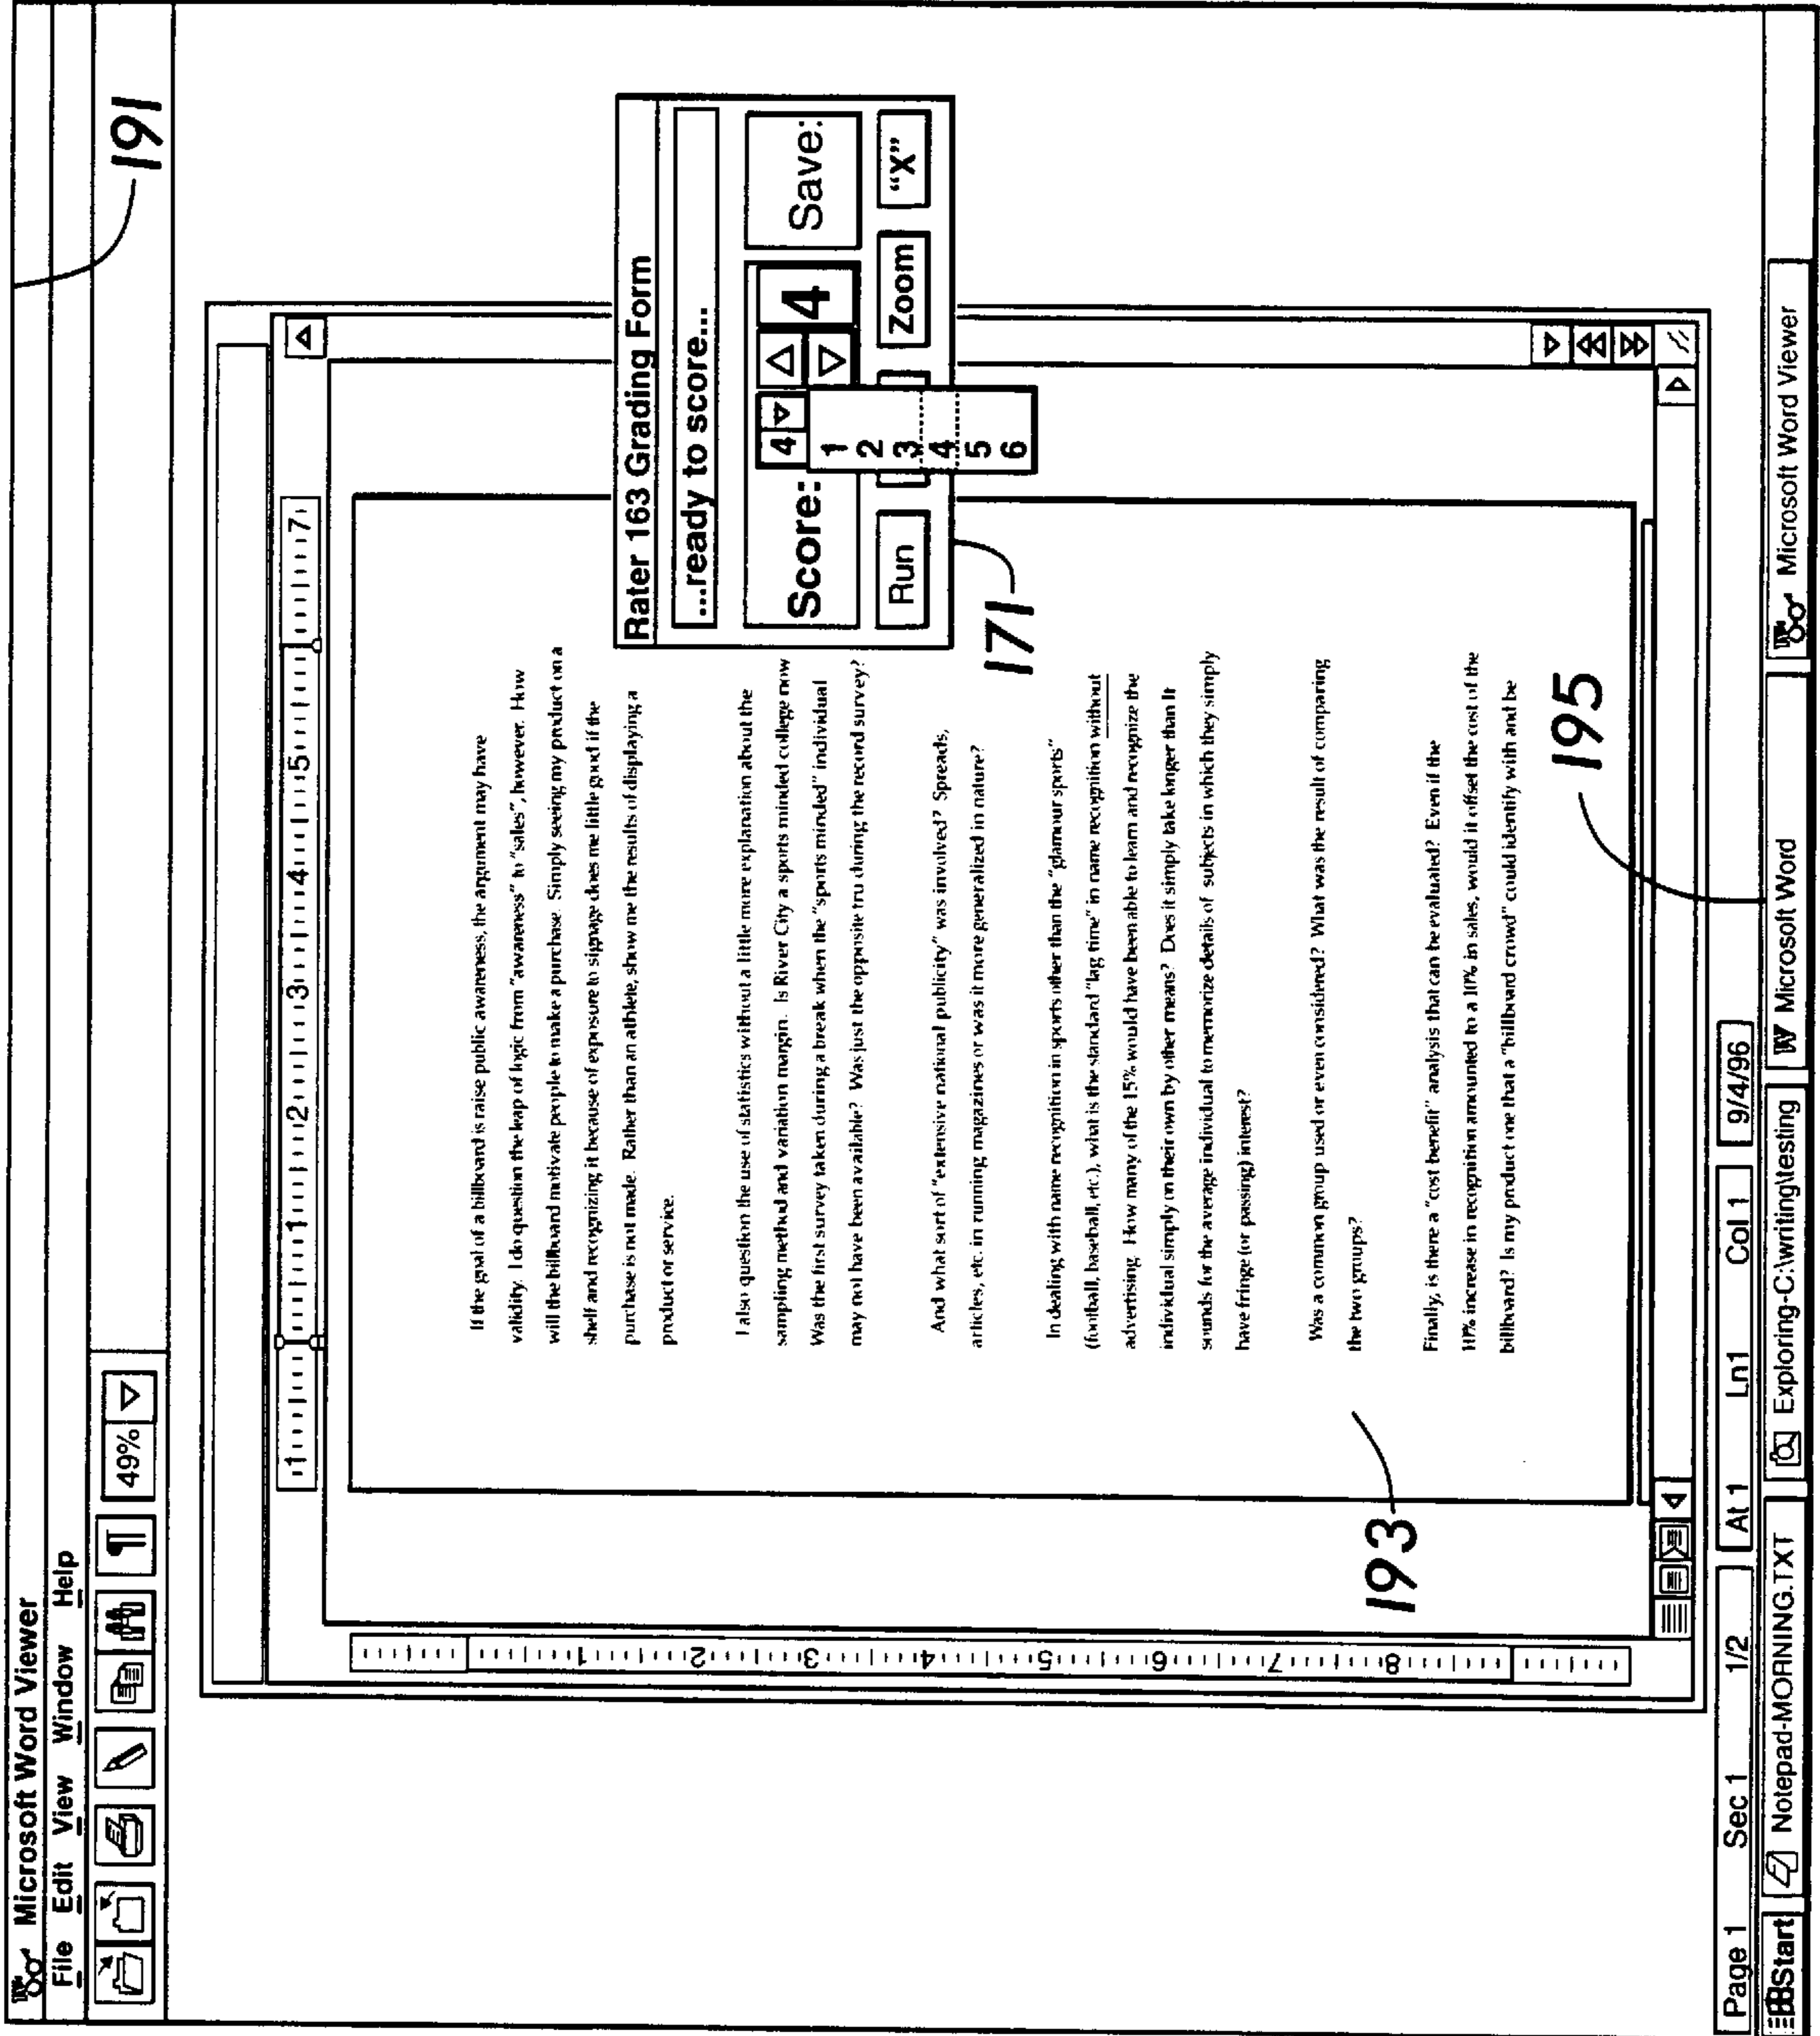 Microsoft Word Viewer
File Edit View Window Help
¶ 49%
191
1 1 2 3 4 5 7
1 2 3 4 5 6 7 8
If the goal of a billboard is raise public awareness, the argument may have
validity. I do question the leap of logic from "awareness" to "sales", however. How
will the billboard motivate people to make a purchase. Simply seeing my product on a
shelf and recognizing it because of exposure to signage does me little good if the
purchase is not made. Rather than an athlete, show me the results of displaying a
product or service.
I also question the use of statistics without a little more explanation about the
sampling method and variation margin. Is River City a sports minded college now
Was the first survey taken during a break when the "sports minded" individual
may not have been available? Was just the opposite tru during the record survey?
And what sort of "extensive national publicity" was involved? Spreads,
articles, etc. in running magazines or was it more generalized in nature?
In dealing with name recognition in sports other than the "glamour sports"
(football, baseball, etc.), what is the standard "lag time" in name recognition without
advertising. How many of the 15% would have been able to learn and recognize the
individual simply on their own by other means? Does it simply take longer than It
sounds for the average individual to memorize details of subjects in which they simply
have fringe (or passing) interest?
Was a common group used or even considered? What was the result of comparing
the two groups?
Finally, is there a "cost benefit" analysis that can be evaluated? Even if the
10% increase in recognition amounted to a 10% in sales, would it offset the cost of the
billboard? Is my product one that a "billboard crowd" could identify with and be
Rater 163 Grading Form
...ready to score...
Score: 4 4 Save:
1
2
3
4
5
6
Run Zoom "X"
171
193
195
Page 1 Sec 1 1/2 At 1 Ln1 Col 1 9/4/96
Start Notepad-MORNING.TXT Exploring-C:\writing\testing W Microsoft Word Microsoft Word Viewer